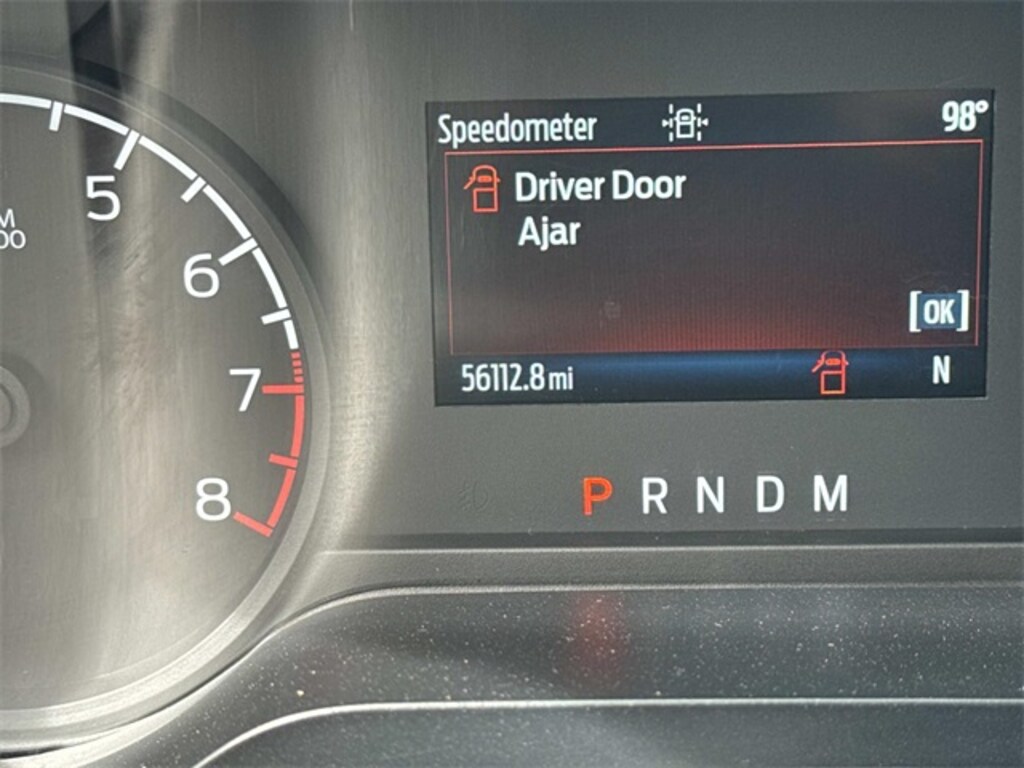 Speedometer 98°
Driver Door
Ajar
[OK]
56112.8 mi N
5
6
7
8
P R N D M